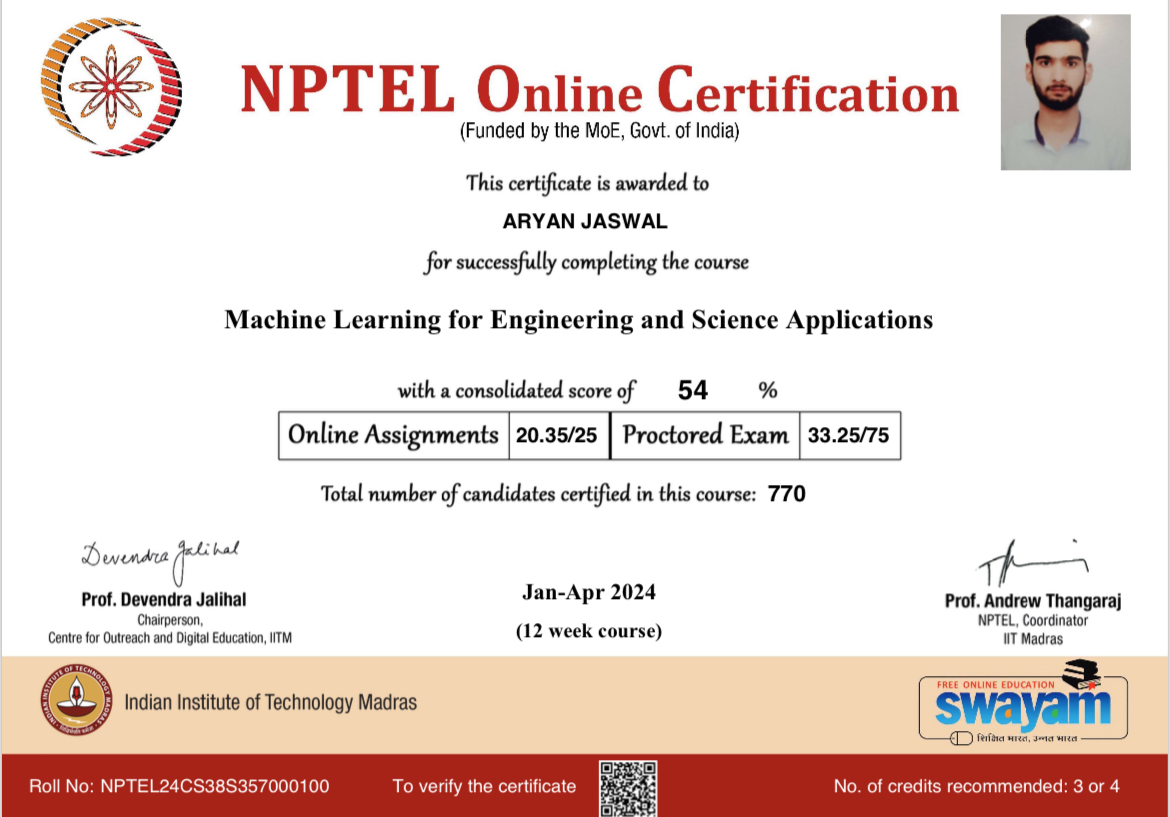 NPTEL Online Certification
(Funded by the MoE, Govt. of India)
This certificate is awarded to
ARYAN JASWAL
for successfully completing the course
Machine Learning for Engineering and Science Applications
with a consolidated score of 54 %
Online Assignments 20.35/25 Proctored Exam 33.25/75
Total number of candidates certified in this course: 770
Devendra Jalihal
Prof. Devendra Jalihal
Chairperson,
Centre for Outreach and Digital Education, IITM
Jan-Apr 2024
(12 week course)
Prof. Andrew Thangaraj
NPTEL, Coordinator
IIT Madras
INDIAN INSTITUTE OF TECHNOLOGY MADRAS
Indian Institute of Technology Madras
FREE ONLINE EDUCATION
swayam
शिक्षित भारत, उन्नत भारत
Roll No: NPTEL24CS38S357000100
To verify the certificate
No. of credits recommended: 3 or 4